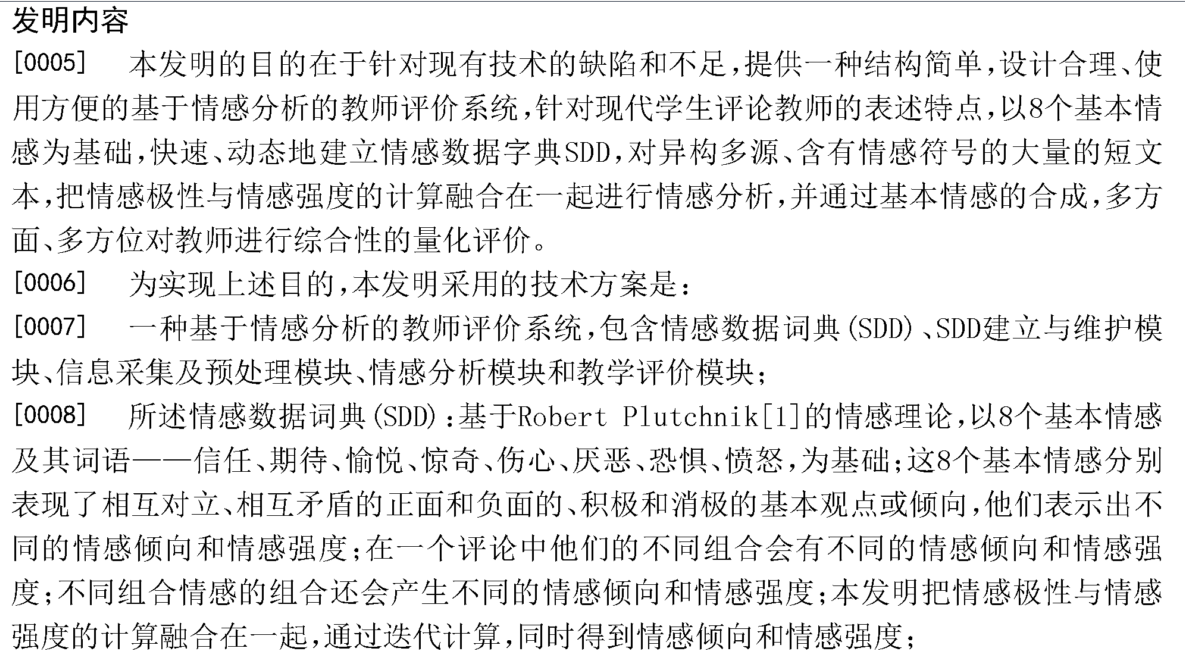 发明内容
[0005] 本发明的目的在于针对现有技术的缺陷和不足,提供一种结构简单,设计合理、使
用方便的基于情感分析的教师评价系统,针对现代学生评论教师的表述特点,以8个基本情
感为基础,快速、动态地建立情感数据字典SDD,对异构多源、含有情感符号的大量的短文
本,把情感极性与情感强度的计算融合在一起进行情感分析,并通过基本情感的合成,多方
面、多方位对教师进行综合性的量化评价。
[0006] 为实现上述目的,本发明采用的技术方案是:
[0007] 一种基于情感分析的教师评价系统,包含情感数据词典(SDD)、SDD建立与维护模
块、信息采集及预处理模块、情感分析模块和教学评价模块;
[0008] 所述情感数据词典(SDD):基于Robert Plutchnik[1]的情感理论,以8个基本情感
及其词语——信任、期待、愉悦、惊奇、伤心、厌恶、恐惧、愤怒,为基础;这8个基本情感分别
表现了相互对立、相互矛盾的正面和负面的、积极和消极的基本观点或倾向,他们表示出不
同的情感倾向和情感强度;在一个评论中他们的不同组合会有不同的情感倾向和情感强
度;不同组合情感的组合还会产生不同的情感倾向和情感强度;本发明把情感极性与情感
强度的计算融合在一起,通过迭代计算,同时得到情感倾向和情感强度;